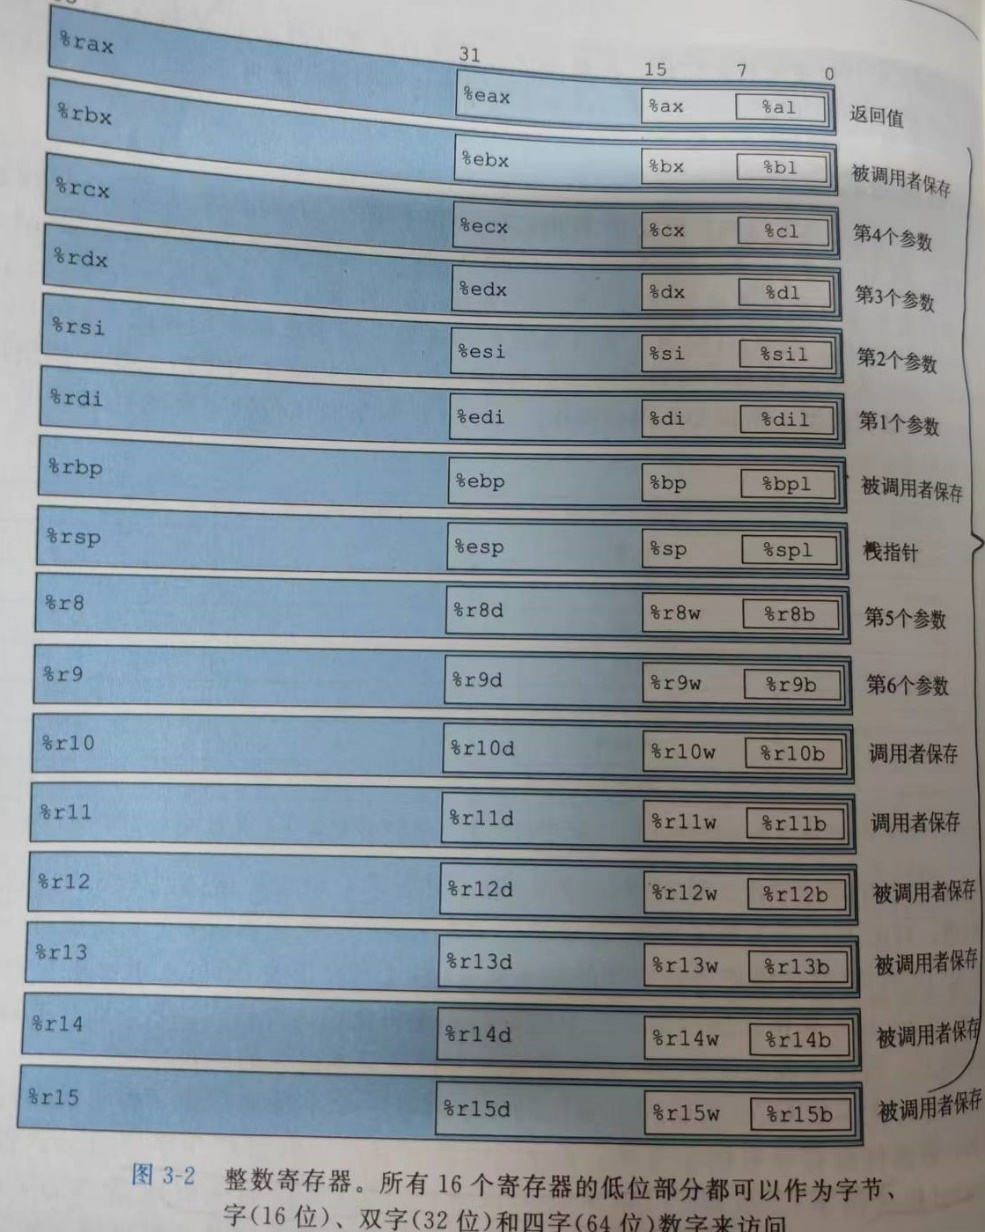 31 15 7 0
%rax %eax %ax %al 返回值
%rbx %ebx %bx %bl 被调用者保存
%rcx %ecx %cx %cl 第4个参数
%rdx %edx %dx %dl 第3个参数
%rsi %esi %si %sil 第2个参数
%rdi %edi %di %dil 第1个参数
%rbp %ebp %bp %bpl 被调用者保存
%rsp %esp %sp %spl 栈指针
%r8 %r8d %r8w %r8b 第5个参数
%r9 %r9d %r9w %r9b 第6个参数
%r10 %r10d %r10w %r10b 调用者保存
%r11 %r11d %r11w %r11b 调用者保存
%r12 %r12d %r12w %r12b 被调用者保存
%r13 %r13d %r13w %r13b 被调用者保存
%r14 %r14d %r14w %r14b 被调用者保存
%r15 %r15d %r15w %r15b 被调用者保存
图 3-2 整数寄存器。所有 16 个寄存器的低位部分都可以作为字节、
字(16 位)、双字(32 位)和四字(64 位)数字来访问